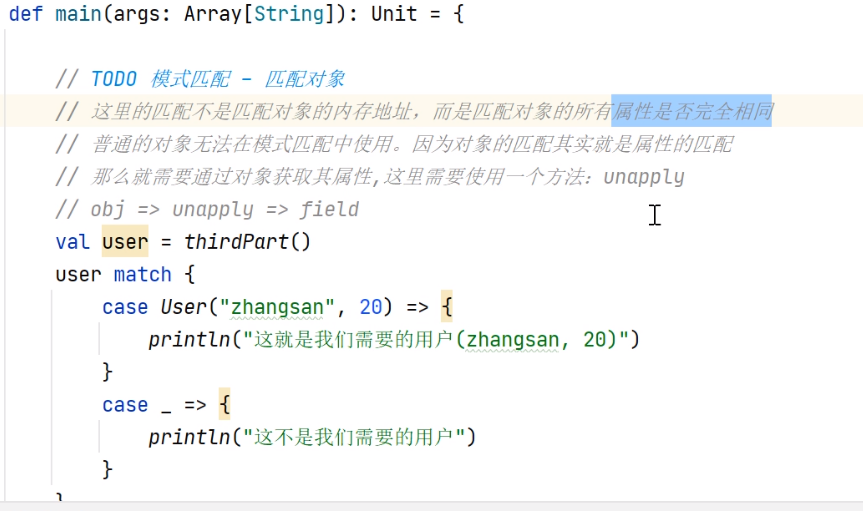 def main(args: Array[String]): Unit = {
// TODO 模式匹配 - 匹配对象
// 这里的匹配不是匹配对象的内存地址，而是匹配对象的所有属性是否完全相同
// 普通的对象无法在模式匹配中使用。因为对象的匹配其实就是属性的匹配
// 那么就需要通过对象获取其属性,这里需要使用一个方法：unapply
// obj => unapply => field
val user = thirdPart()
user match {
case User("zhangsan", 20) => {
println("这就是我们需要的用户(zhangsan, 20)")
}
case _ => {
println("这不是我们需要的用户")
}
}